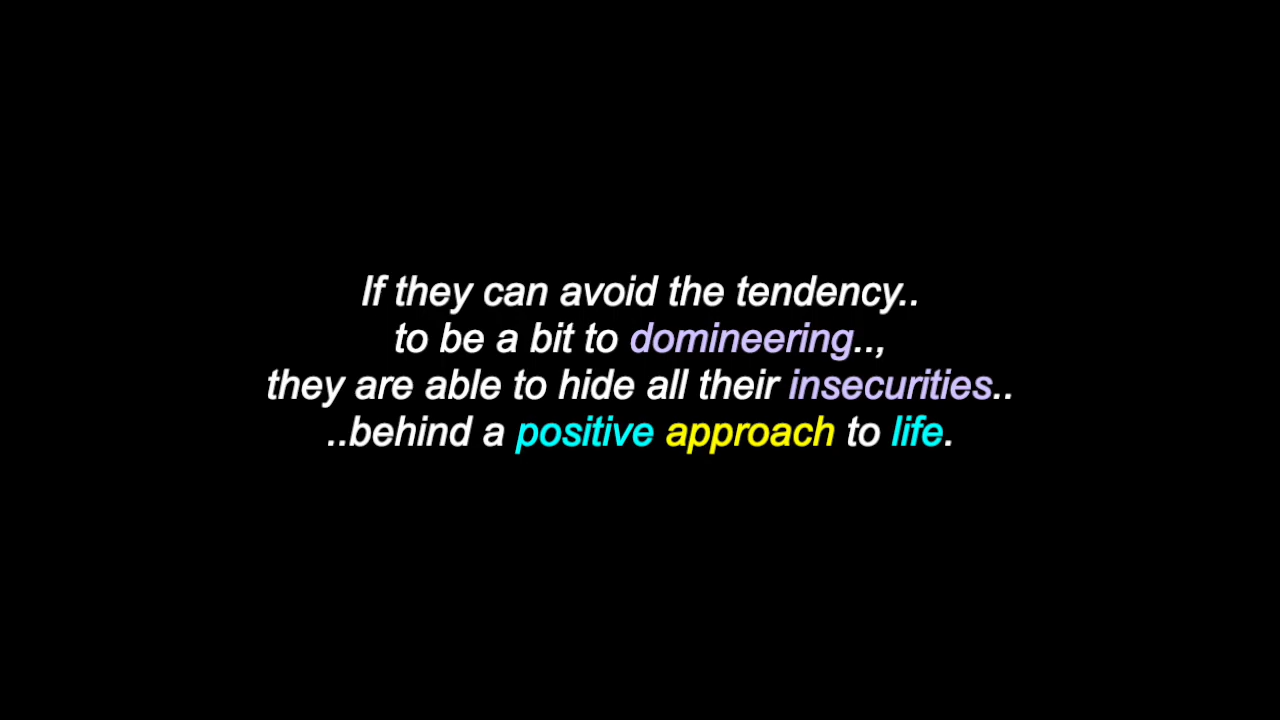 If they can avoid the tendency..
to be a bit to domineering..,
they are able to hide all their insecurities..
..behind a positive approach to life.